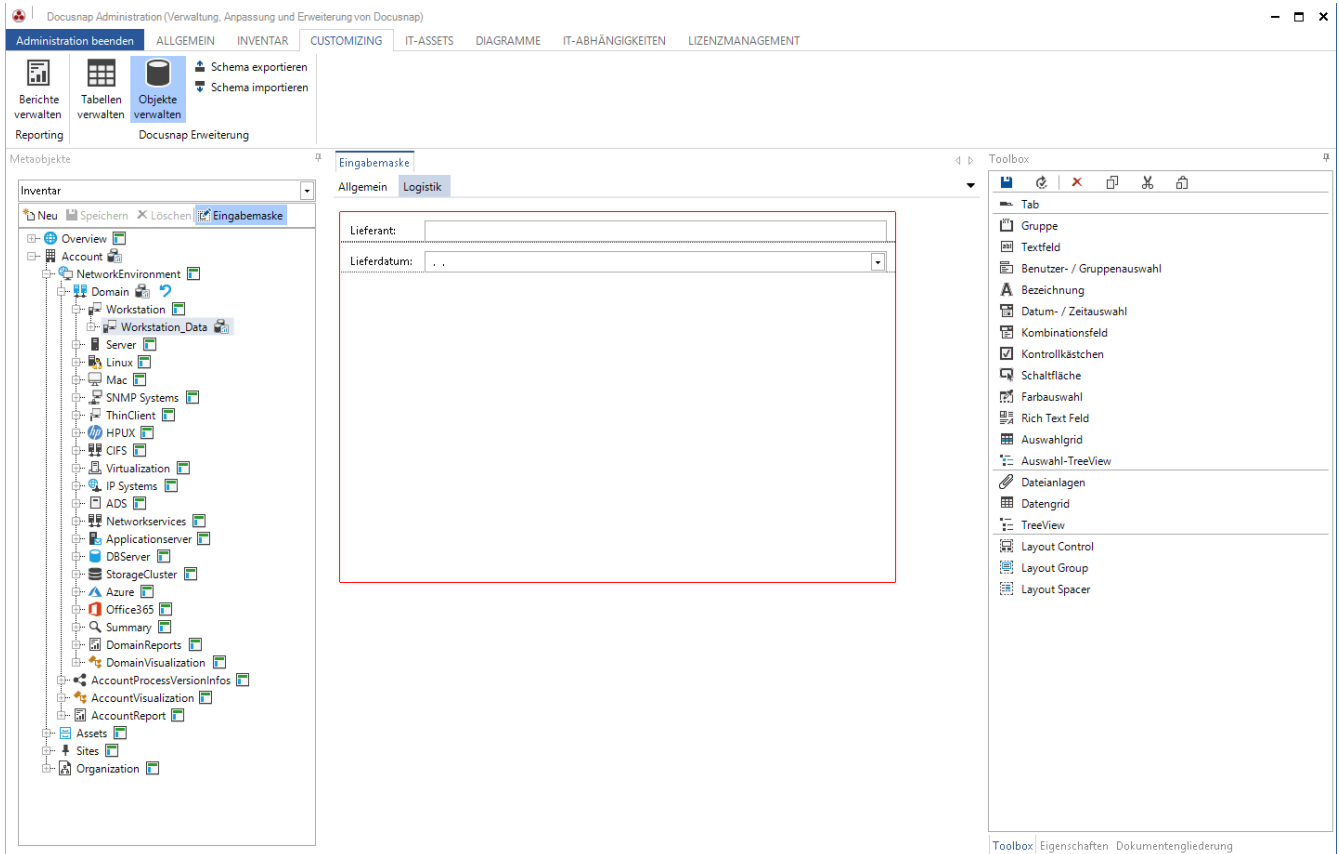 Docusnap Administration (Verwaltung, Anpassung und Erweiterung von Docusnap)
Administration beenden ALLGEMEIN INVENTAR CUSTOMIZING IT-ASSETS DIAGRAMME IT-ABHÄNGIGKEITEN LIZENZMANAGEMENT
Berichte verwalten
Tabellen verwalten
Objekte verwalten
Schema exportieren
Schema importieren
Reporting
Docusnap Erweiterung
Metaobjekte
Inventar
Neu Speichern Löschen Eingabemaske
Overview
Account
NetworkEnvironment
Domain
Workstation
Workstation_Data
Server
Linux
Mac
SNMP Systems
ThinClient
HPUX
CIFS
Virtualization
IP Systems
ADS
Networkservices
Applicationserver
DBServer
StorageCluster
Azure
Office365
Summary
DomainReports
DomainVisualization
AccountProcessVersionInfos
AccountVisualization
AccountReport
Assets
Sites
Organization
Eingabemaske
Allgemein Logistik
Lieferant:
Lieferdatum: . .
Toolbox
Tab
Gruppe
Textfeld
Benutzer- / Gruppenauswahl
Bezeichnung
Datum- / Zeitauswahl
Kombinationsfeld
Kontrollkästchen
Schaltfläche
Farbauswahl
Rich Text Feld
Auswahlgrid
Auswahl-TreeView
Dateianlagen
Datengrid
TreeView
Layout Control
Layout Group
Layout Spacer
Toolbox Eigenschaften Dokumentengliederung